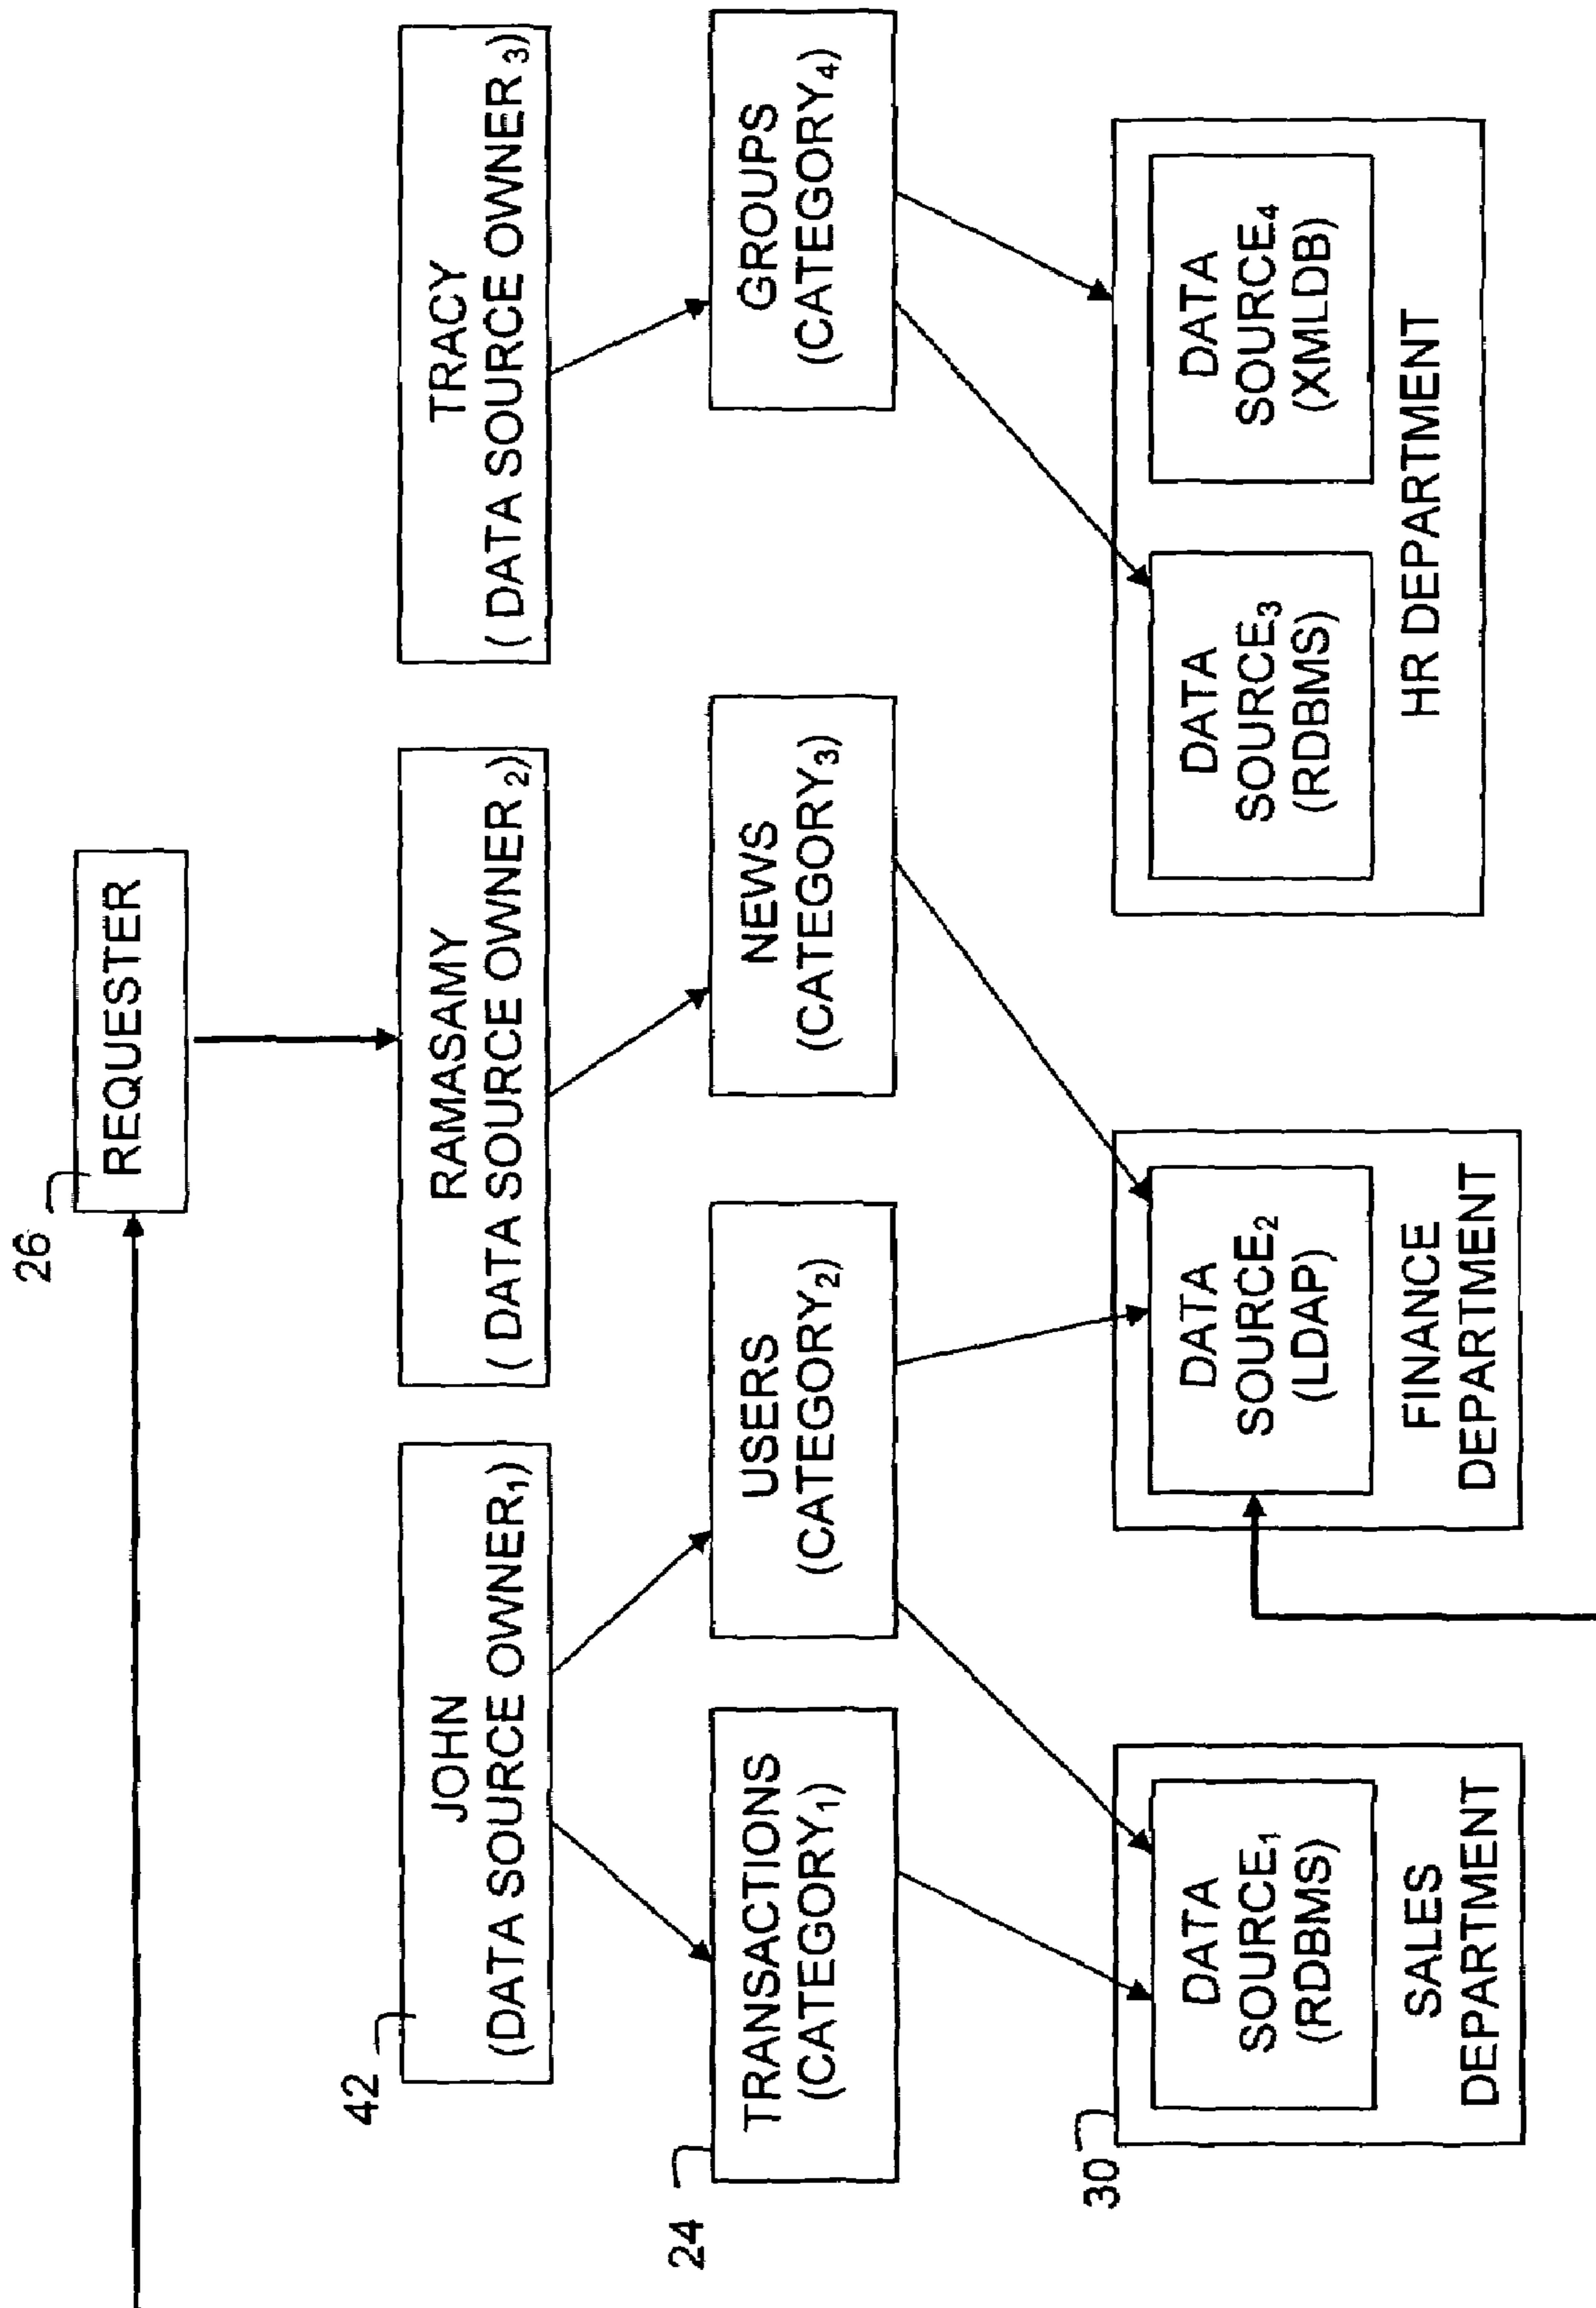 26
REQUESTER
42
JOHN
(DATA SOURCE OWNER₁)
RAMASAMY
( DATA SOURCE OWNER ₂)
TRACY
( DATA SOURCE OWNER ₃)
24
TRANSACTIONS
(CATEGORY₁)
USERS
(CATEGORY₂)
NEWS
(CATEGORY₃)
GROUPS
(CATEGORY₄)
30
DATA
SOURCE₁
(RDBMS)
SALES
DEPARTMENT
DATA
SOURCE₂
(LDAP)
FINANCE
DEPARTMENT
DATA
SOURCE₃
(RDBMS)
DATA
SOURCE₄
(XMLDB)
HR DEPARTMENT